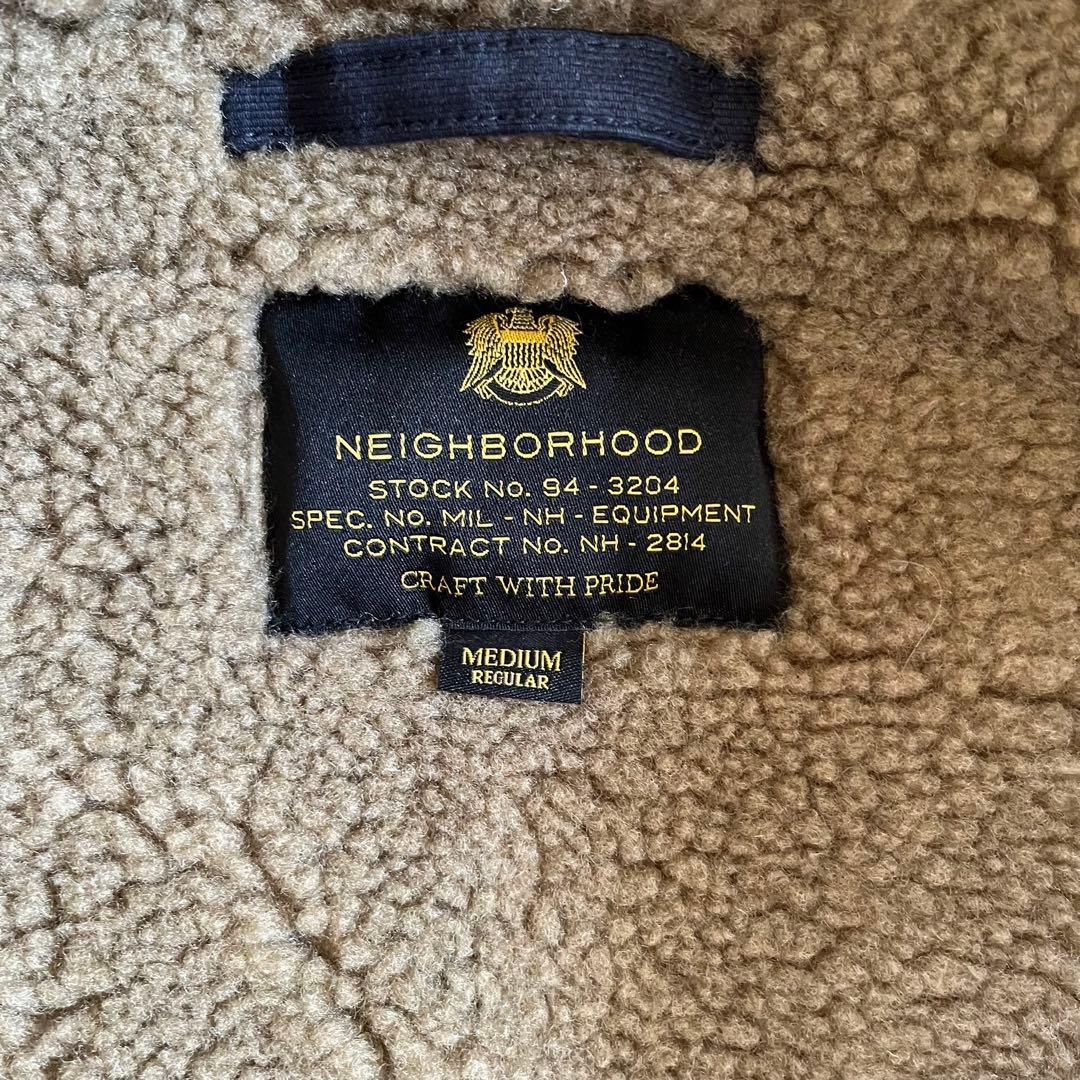 NEIGHBORHOOD
STOCK No. 94 - 3204
SPEC. No. MIL - NH - EQUIPMENT
CONTRACT No. NH - 2814
CRAFT WITH PRIDE
MEDIUM
REGULAR